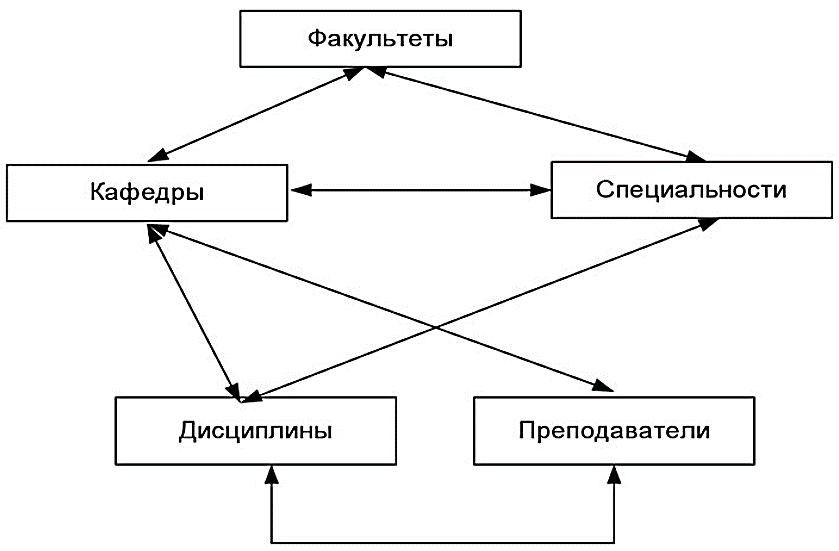 Факультеты
Кафедры
Специальности
Дисциплины
Преподаватели